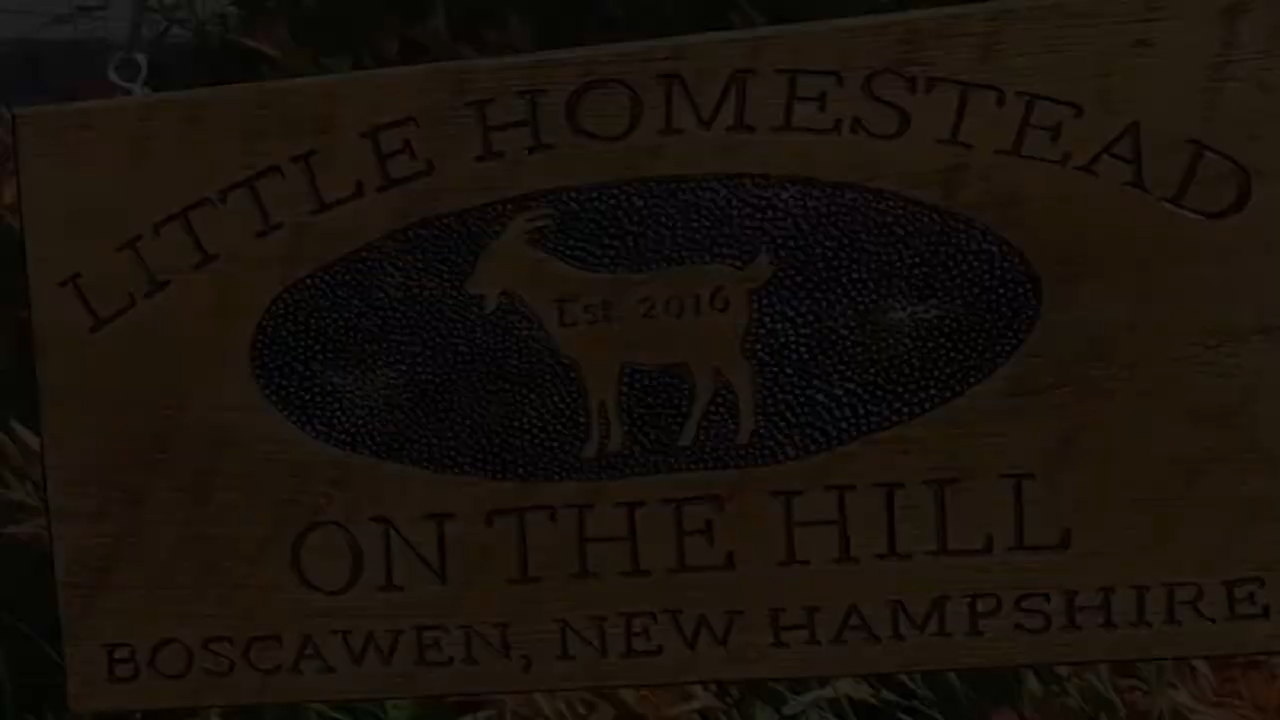 LITTLE HOMESTEAD
Est. 2016
ON THE HILL
BOSCAWEN, NEW HAMPSHIRE